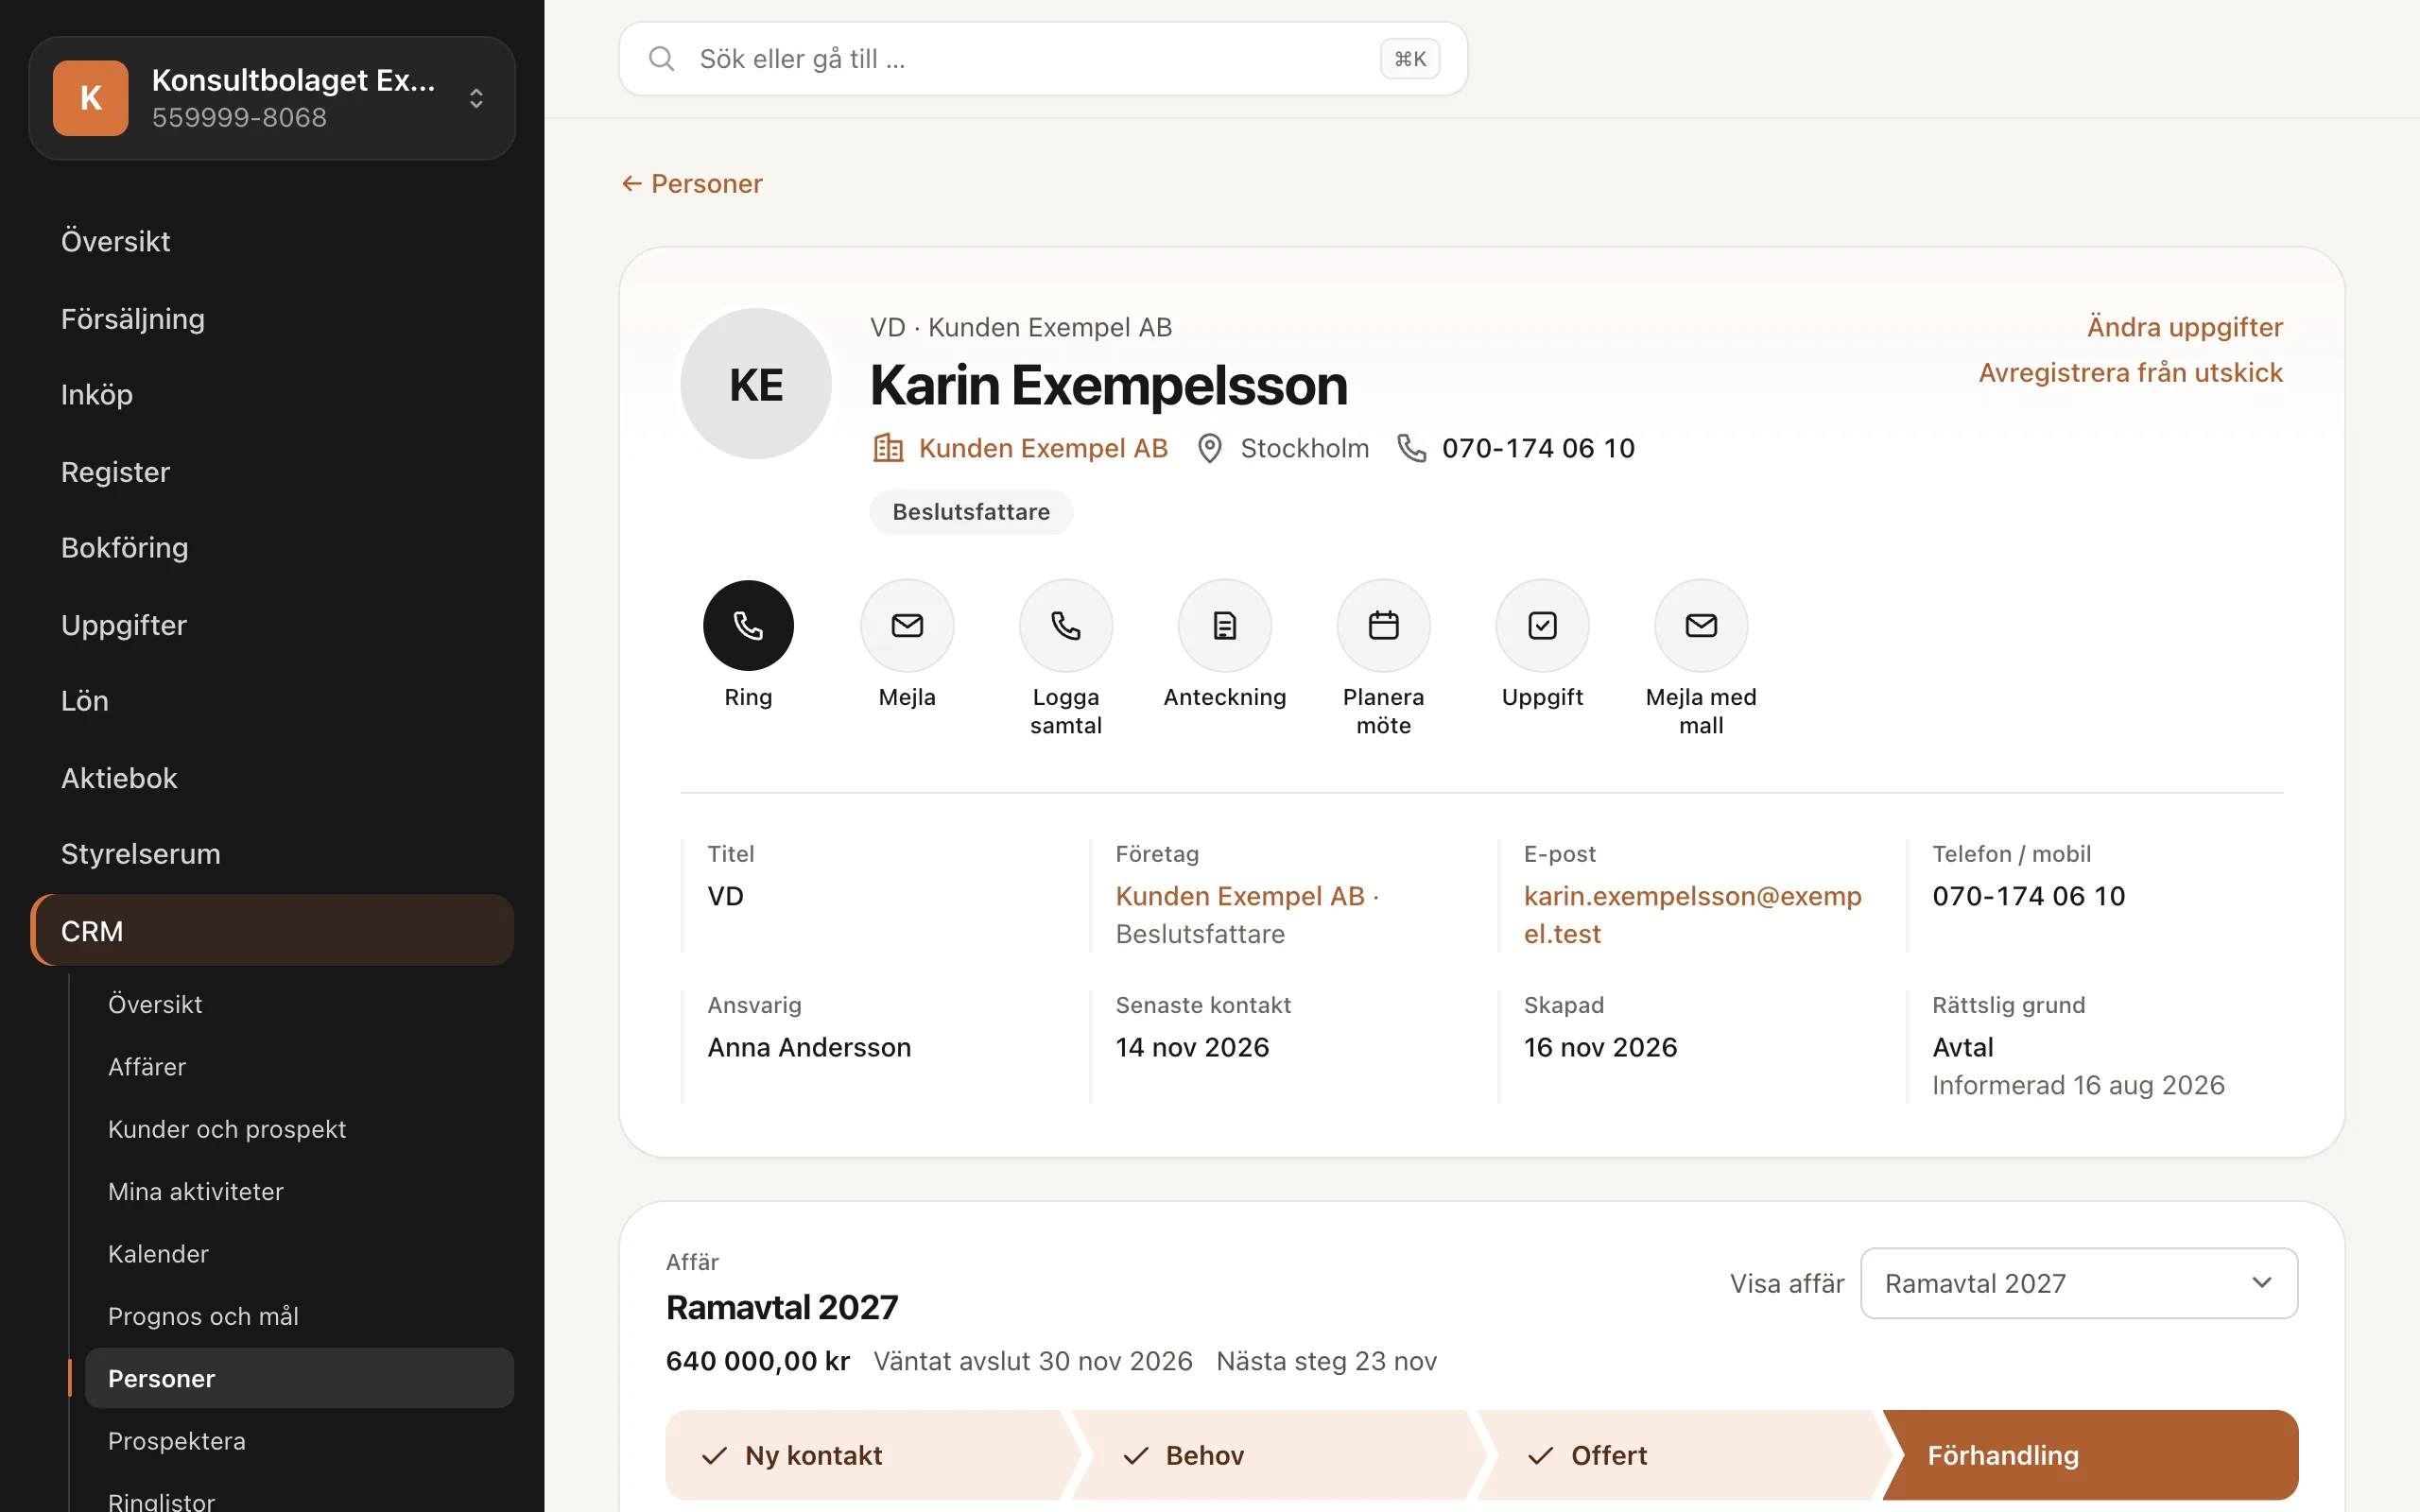 K
Konsultbolaget Ex...
559999-8068
Översikt
Försäljning
Inköp
Register
Bokföring
Uppgifter
Lön
Aktiebok
Styrelserum
CRM
Översikt
Affärer
Kunder och prospekt
Mina aktiviteter
Kalender
Prognos och mål
Personer
Prospektera
Ringlistor
Sök eller gå till ...
⌘K
← Personer
KE
VD · Kunden Exempel AB
Karin Exempelsson
Kunden Exempel AB Stockholm 070-174 06 10
Beslutsfattare
Ändra uppgifter
Avregistrera från utskick
Ring
Mejla
Logga samtal
Anteckning
Planera möte
Uppgift
Mejla med mall
Titel
VD
Företag
Kunden Exempel AB ·
Beslutsfattare
E-post
karin.exempelsson@exemp
el.test
Telefon / mobil
070-174 06 10
Ansvarig
Anna Andersson
Senaste kontakt
14 nov 2026
Skapad
16 nov 2026
Rättslig grund
Avtal
Informerad 16 aug 2026
Affär
Ramavtal 2027
640 000,00 kr Väntat avslut 30 nov 2026 Nästa steg 23 nov
Visa affär Ramavtal 2027
Ny kontakt
Behov
Offert
Förhandling